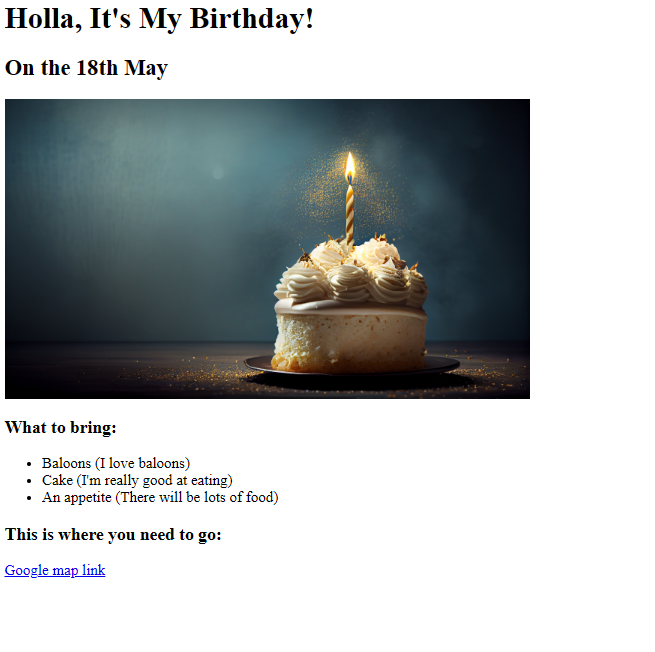 Holla, It's My Birthday!
On the 18th May
What to bring:
Baloons (I love baloons)
Cake (I'm really good at eating)
An appetite (There will be lots of food)
This is where you need to go:
Google map link